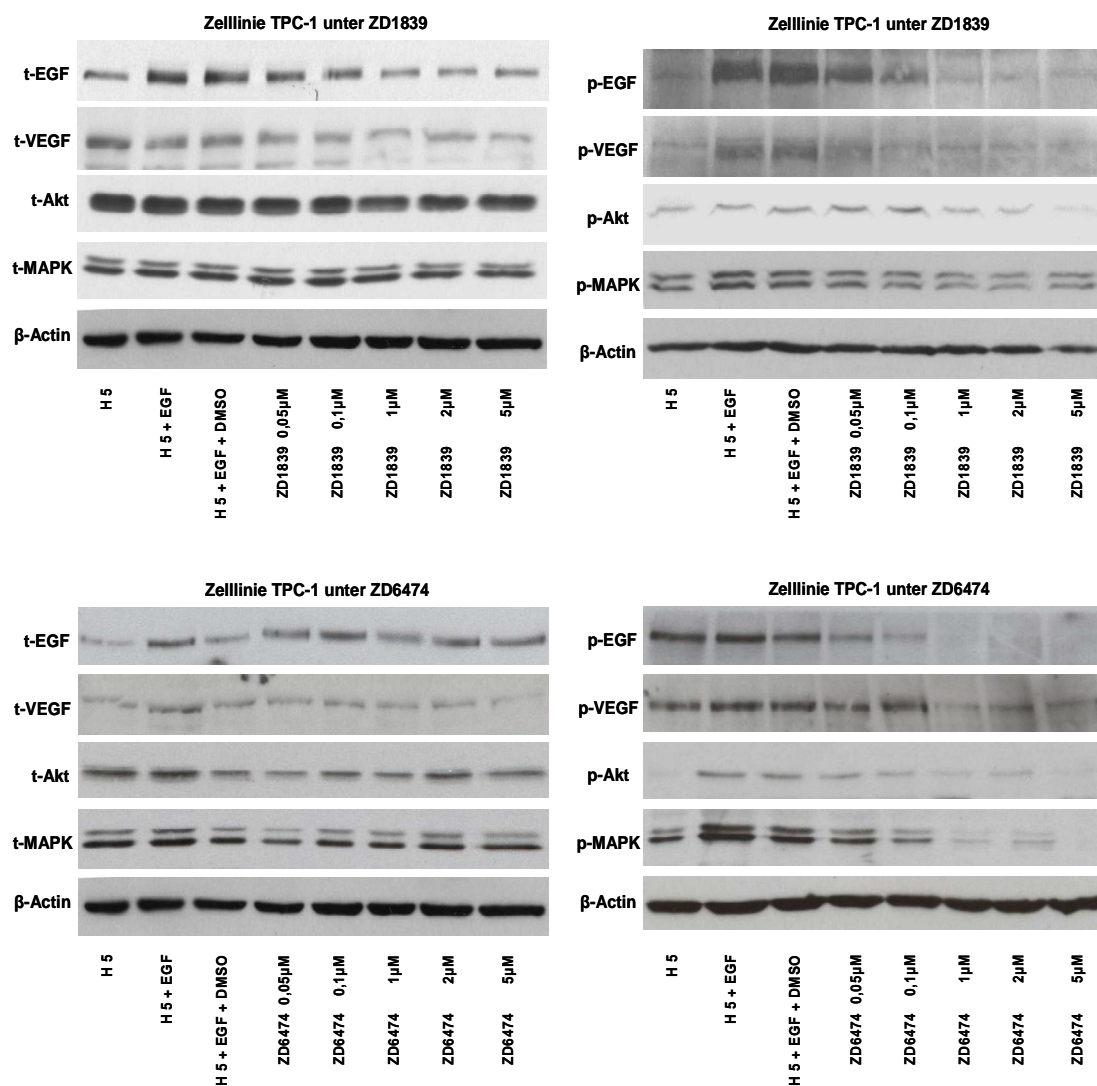 Zelllinie TPC-1 unter ZD1839
t-EGF
t-VEGF
t-Akt
t-MAPK
β-Actin
H 5
H 5 + EGF
H 5 + EGF + DMSO
ZD1839 0,05µM
ZD1839 0,1µM
ZD1839 1µM
ZD1839 2µM
ZD1839 5µM
Zelllinie TPC-1 unter ZD1839
p-EGF
p-VEGF
p-Akt
p-MAPK
β-Actin
H 5
H 5 + EGF
H 5 + EGF + DMSO
ZD1839 0,05µM
ZD1839 0,1µM
ZD1839 1µM
ZD1839 2µM
ZD1839 5µM
Zelllinie TPC-1 unter ZD6474
t-EGF
t-VEGF
t-Akt
t-MAPK
β-Actin
H 5
H 5 + EGF
H 5 + EGF + DMSO
ZD6474 0,05µM
ZD6474 0,1µM
ZD6474 1µM
ZD6474 2µM
ZD6474 5µM
Zelllinie TPC-1 unter ZD6474
p-EGF
p-VEGF
p-Akt
p-MAPK
β-Actin
H 5
H 5 + EGF
H 5 + EGF + DMSO
ZD6474 0,05µM
ZD6474 0,1µM
ZD6474 1µM
ZD6474 2µM
ZD6474 5µM